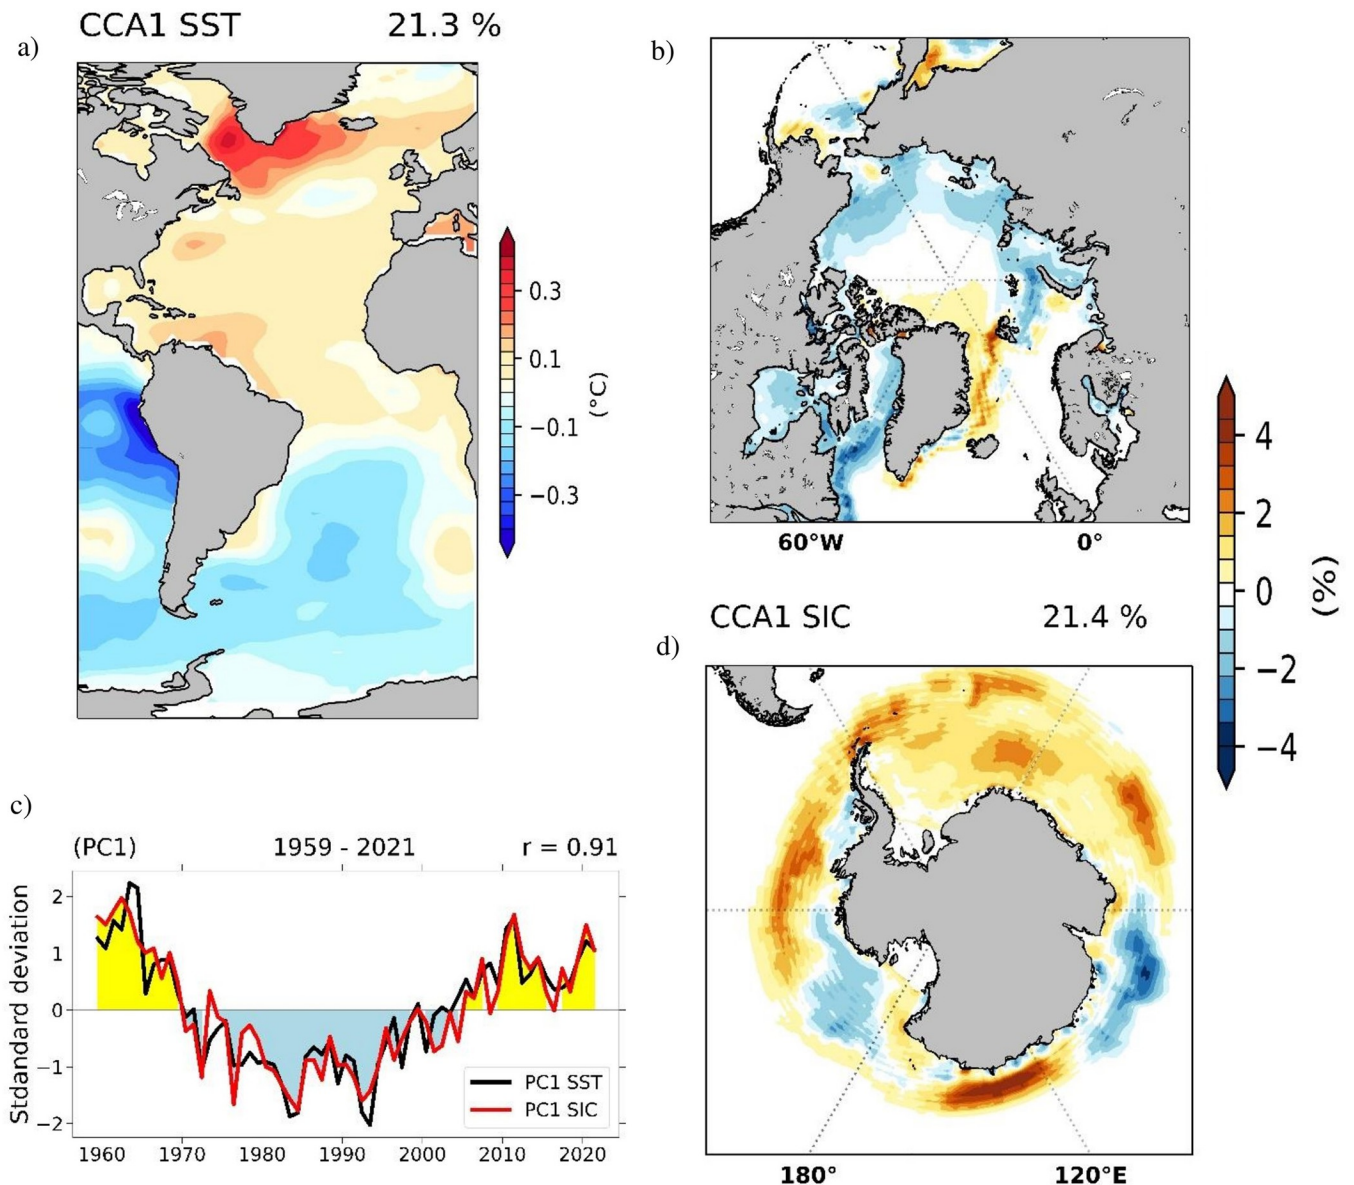 CCA1 SST 21.3 %
a)
b)
0.3
0.1
−0.1
−0.3
(°C)
60°W 0°
4
2
0
−2
−4
(%)
CCA1 SIC 21.4 %
d)
180° 120°E
c)
(PC1) 1959 - 2021 r = 0.91
Stdandard deviation
2
1
0
−1
−2
PC1 SST
PC1 SIC
1960 1970 1980 1990 2000 2010 2020